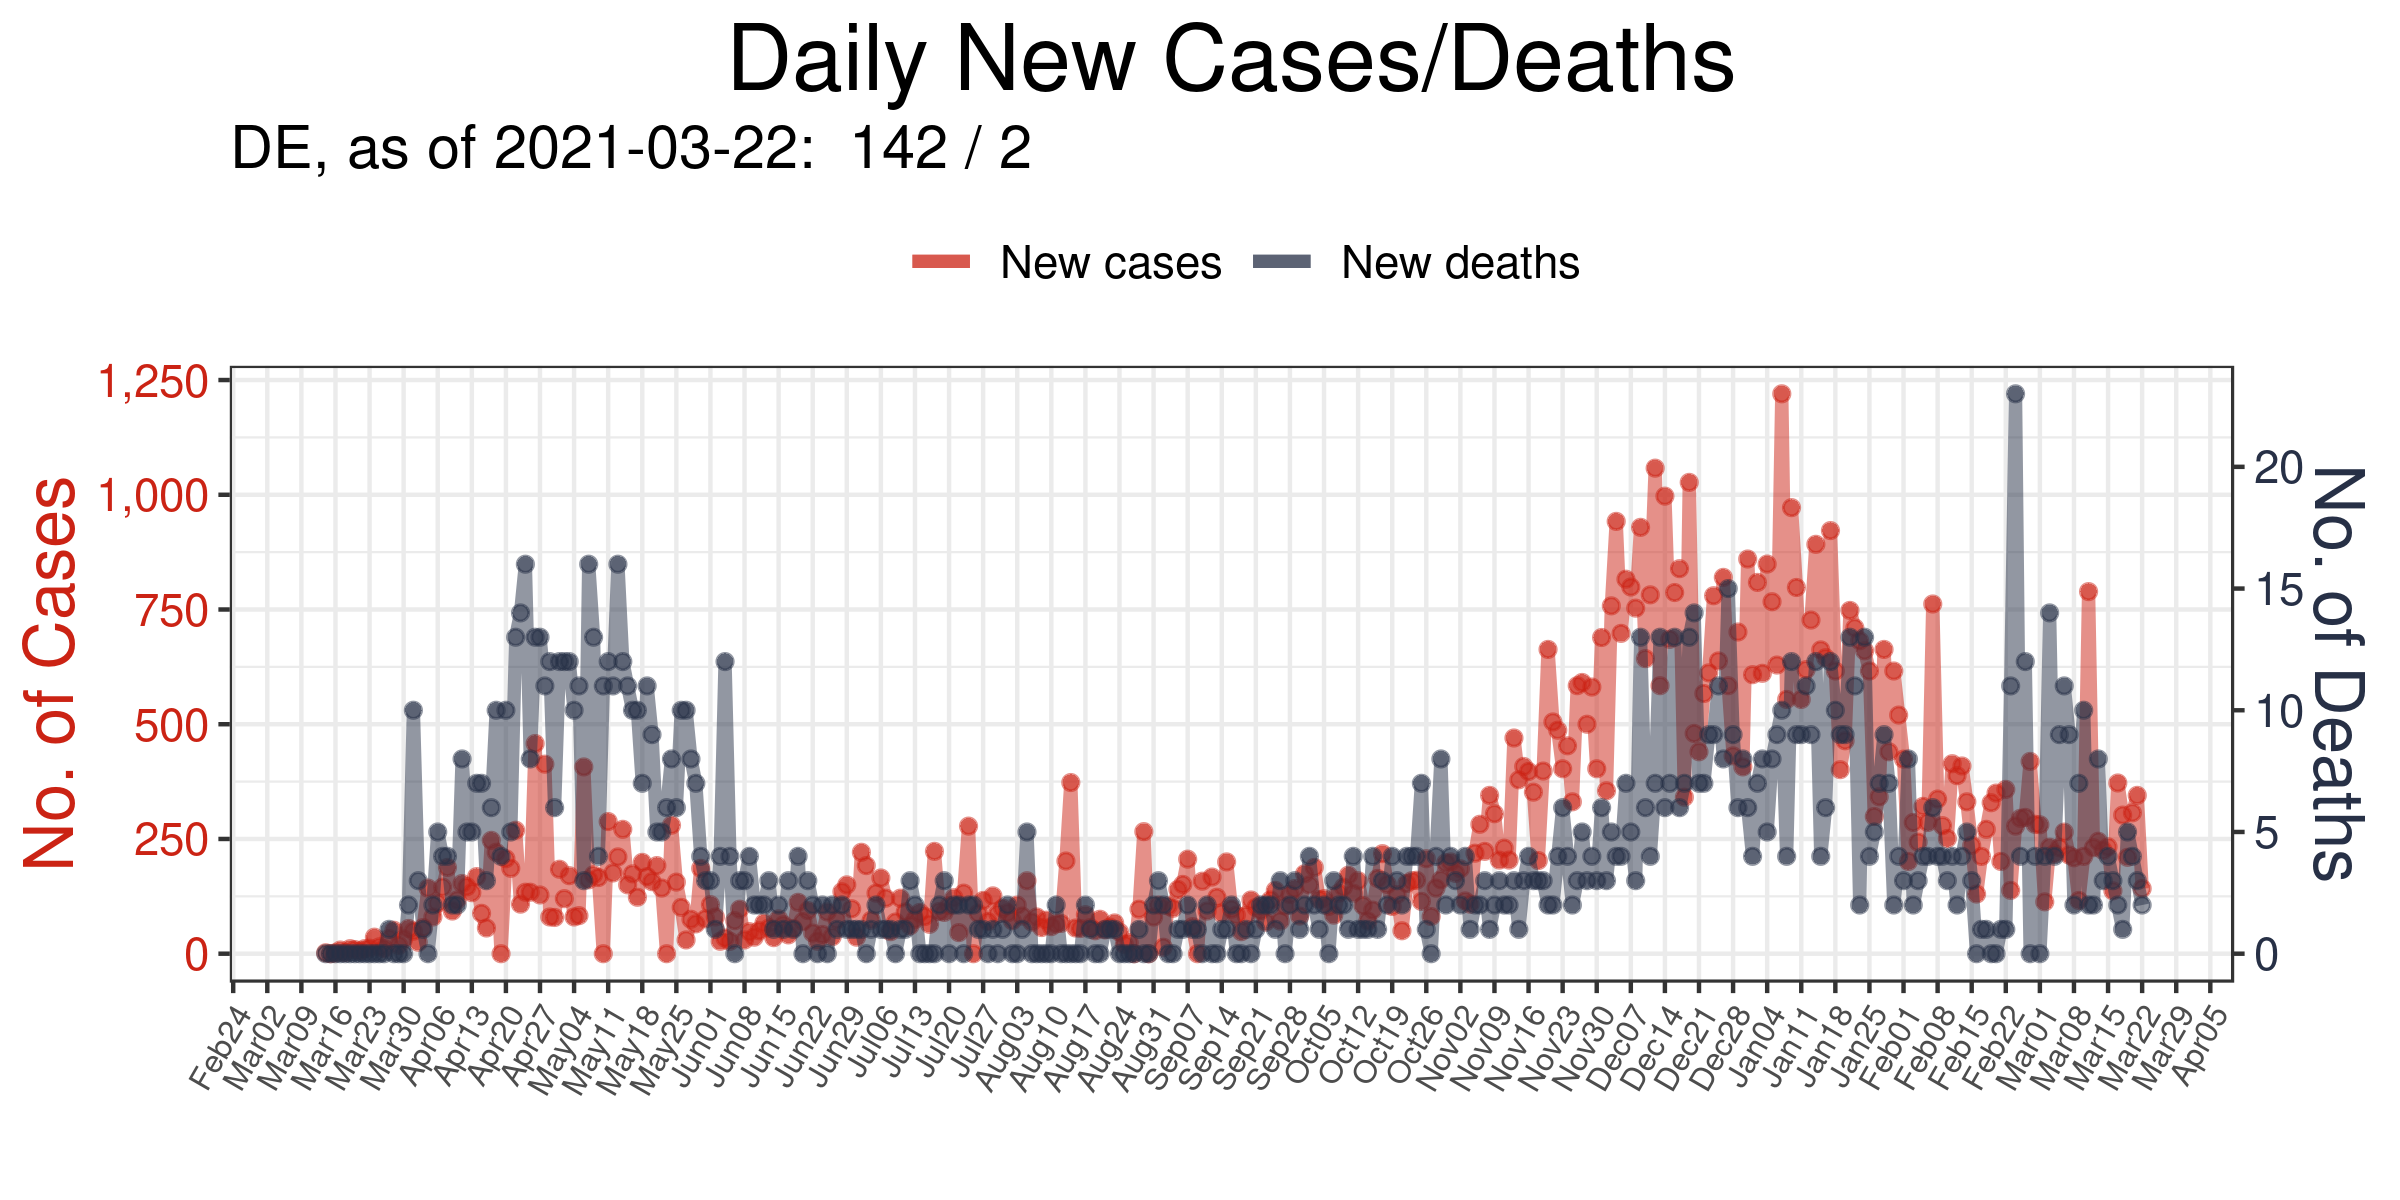 Daily New Cases/Deaths
DE, as of 2021-03-22:  142 / 2
New cases
New deaths
No. of Cases
1,250
1,000
750
500
250
0
20
15
10
5
0
No. of Deaths
Feb24
Mar02
Mar09
Mar16
Mar23
Mar30
Apr06
Apr13
Apr20
Apr27
May04
May11
May18
May25
Jun01
Jun08
Jun15
Jun22
Jun29
Jul06
Jul13
Jul20
Jul27
Aug03
Aug10
Aug17
Aug24
Aug31
Sep07
Sep14
Sep21
Sep28
Oct05
Oct12
Oct19
Oct26
Nov02
Nov09
Nov16
Nov23
Nov30
Dec07
Dec14
Dec21
Dec28
Jan04
Jan11
Jan18
Jan25
Feb01
Feb08
Feb15
Feb22
Mar01
Mar08
Mar15
Mar22
Mar29
Apr05